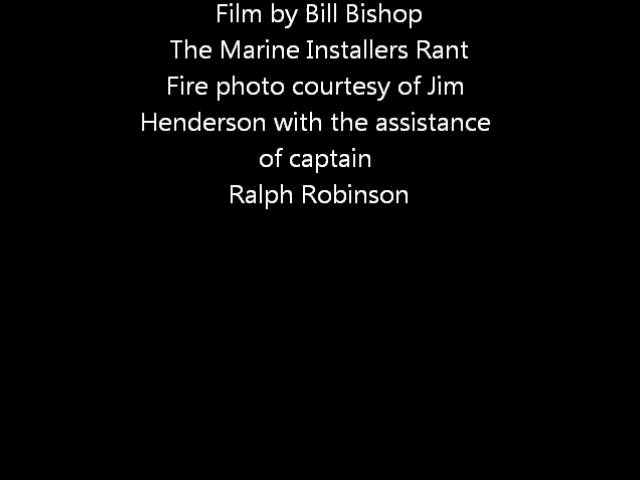 Film by Bill Bishop
The Marine Installers Rant
Fire photo courtesy of Jim
Henderson with the assistance
of captain
Ralph Robinson